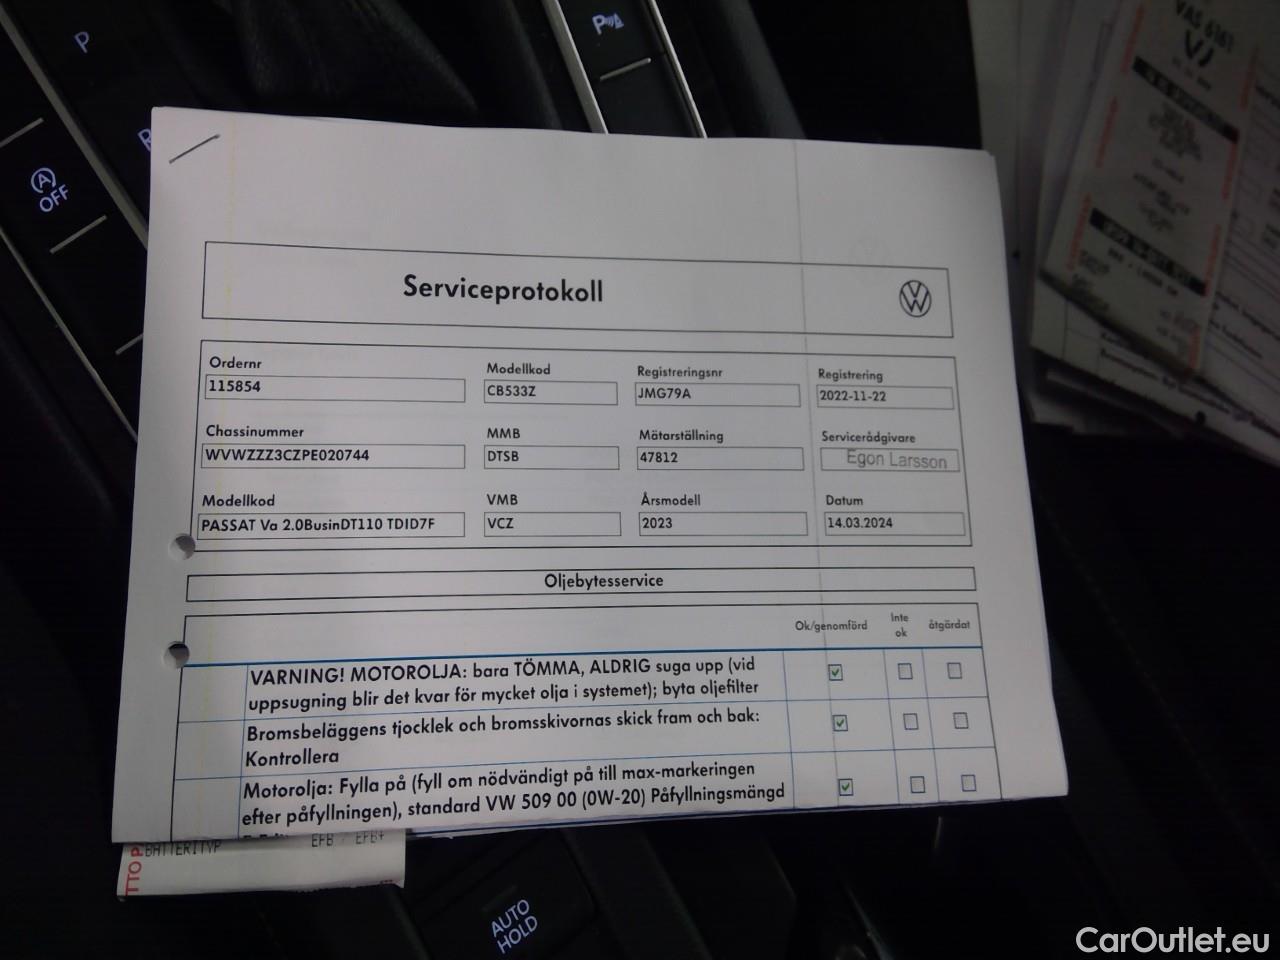 P
P
R
OFF
VAS 6161
Serviceprotokoll
Ordernr
115854
Modellkod
CB533Z
Registreringsnr
JMG79A
Registrering
2022-11-22
Chassinummer
WVWZZZ3CZPE020744
MMB
DTSB
Mätarställning
47812
Servicerådgivare
Egon Larsson
Modellkod
PASSAT Va 2.0BusinDT110 TDID7F
VMB
VCZ
Årsmodell
2023
Datum
14.03.2024
Oljebytesservice
Ok/genomförd
Inte
ok
åtgärdat
VARNING! MOTOROLJA: bara TÖMMA, ALDRIG suga upp (vid
uppsugning blir det kvar för mycket olja i systemet); byta oljefilter
Bromsbeläggens tjocklek och bromsskivornas skick fram och bak:
Kontrollera
Motorolja: Fylla på (fyll om nödvändigt på till max-markeringen
efter påfyllningen), standard VW 509 00 (0W-20) Påfyllningsmängd
BATTERITYP EFB / EFB+
AUTO
HOLD
CarOutlet.eu